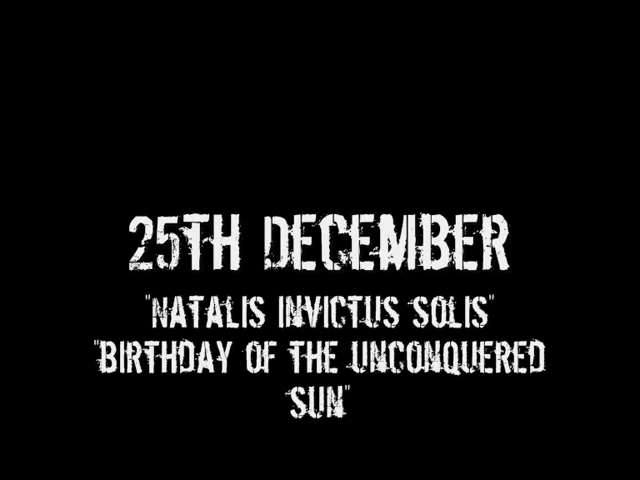 25TH DECEMBER
"NATALIS INVICTUS SOLIS"
"BIRTHDAY OF THE UNCONQUERED
SUN"